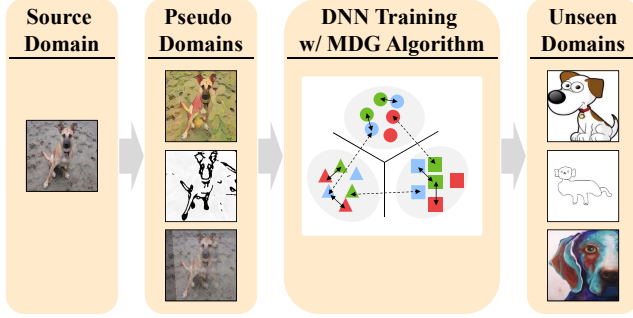 Source
Domain
Pseudo
Domains
DNN Training
w/ MDG Algorithm
Unseen
Domains